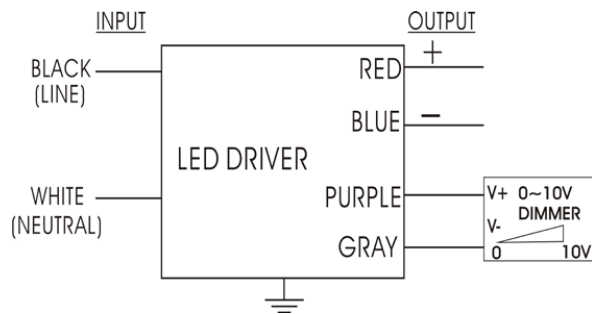 INPUT
OUTPUT
BLACK
(LINE)
RED
+
BLUE
−
LED DRIVER
WHITE
(NEUTRAL)
PURPLE
GRAY
V+ 0~10V
DIMMER
V-
0 10V